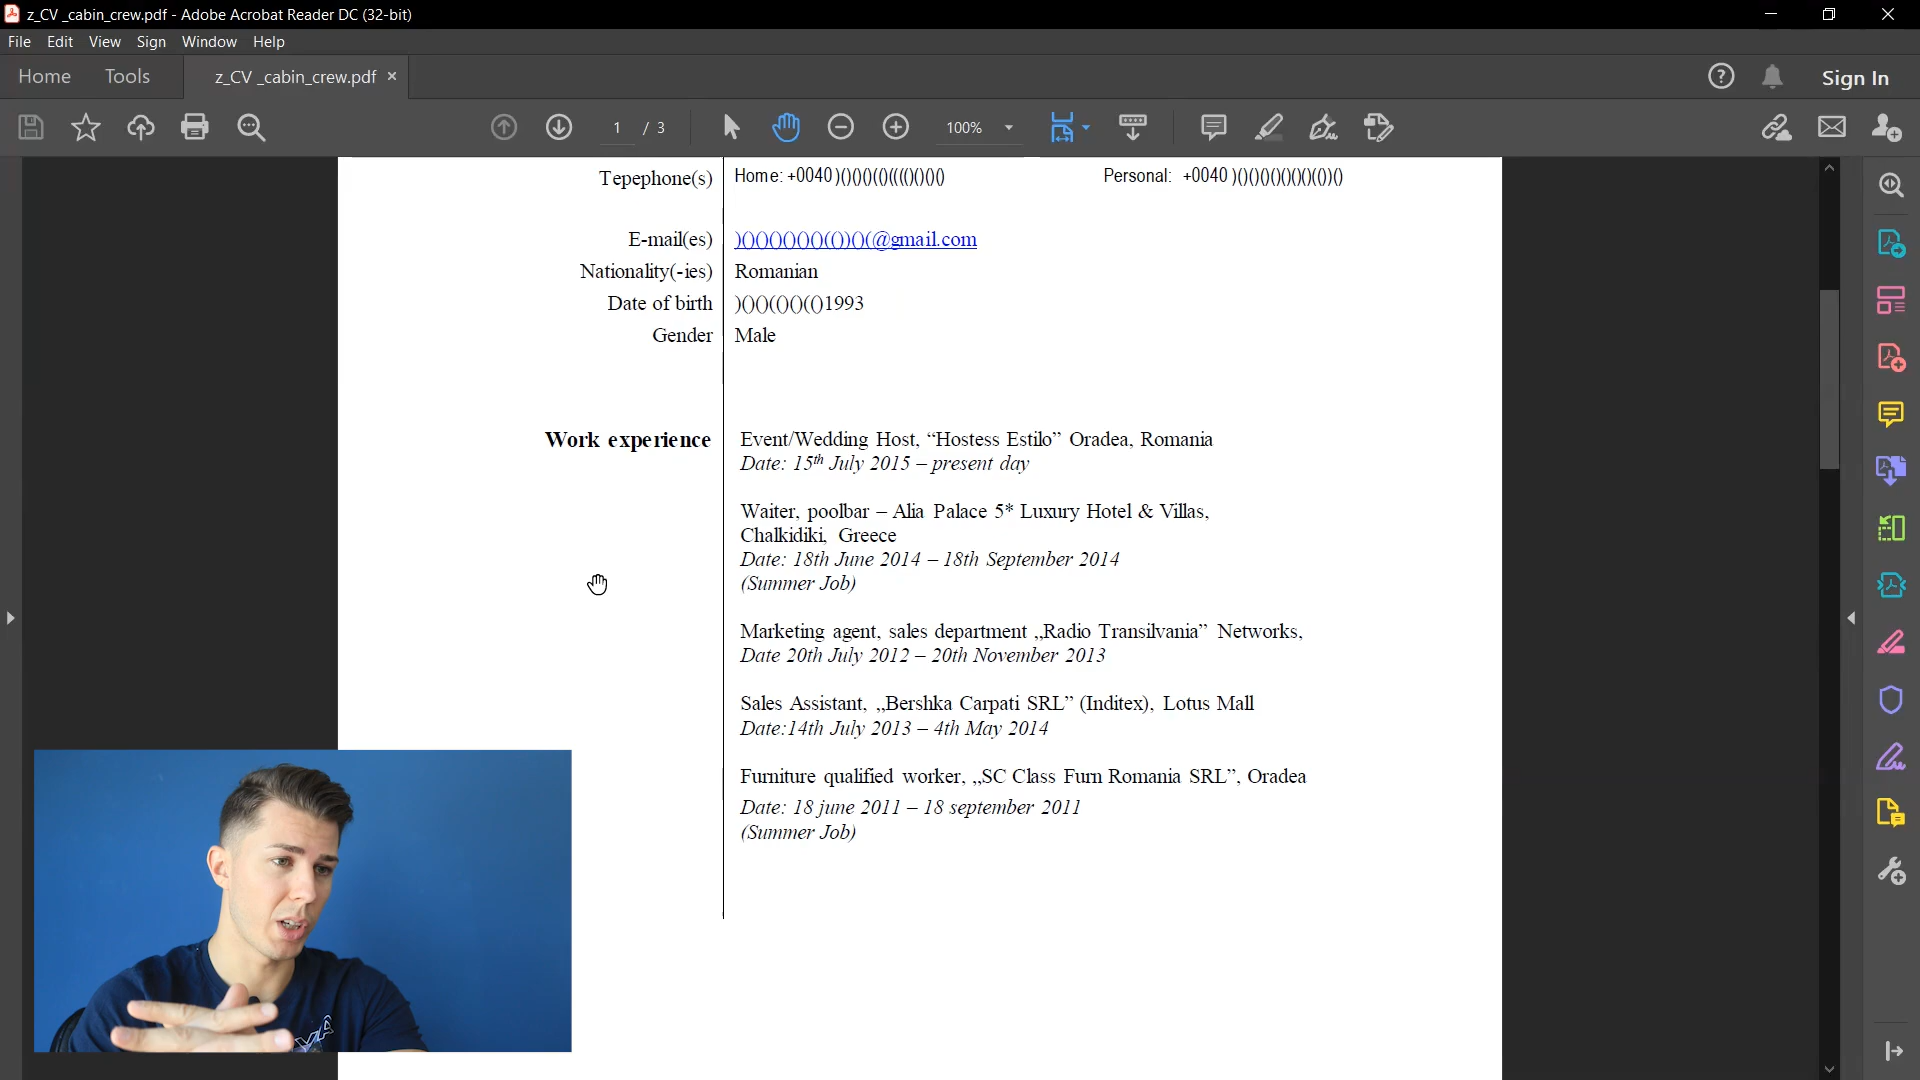 z_CV _cabin_crew.pdf - Adobe Acrobat Reader DC (32-bit)
File Edit View Sign Window Help
Home Tools z_CV _cabin_crew.pdf × Sign In
1 / 3 100%
Tepephone(s) Home: +0040 )()()()(()(((()()()() Personal: +0040 )()()()()()()()(())()
E-mail(es) )()()()()()()(())()(@gmail.com
Nationality(-ies) Romanian
Date of birth )()()(()()(()1993
Gender Male
Work experience Event/Wedding Host, “Hostess Estilo” Oradea, Romania
Date: 15th July 2015 – present day
Waiter, poolbar – Alia Palace 5* Luxury Hotel & Villas,
Chalkidiki, Greece
Date: 18th June 2014 – 18th September 2014
(Summer Job)
Marketing agent, sales department „Radio Transilvania” Networks,
Date 20th July 2012 – 20th November 2013
Sales Assistant, „Bershka Carpati SRL” (Inditex), Lotus Mall
Date:14th July 2013 – 4th May 2014
Furniture qualified worker, „SC Class Furn Romania SRL”, Oradea
Date: 18 june 2011 – 18 september 2011
(Summer Job)